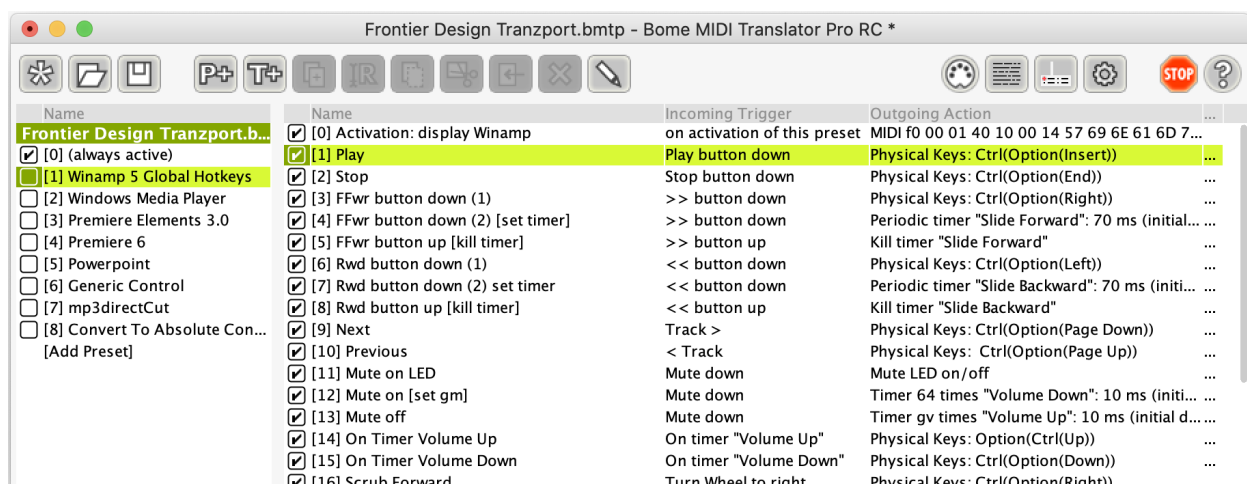 Frontier Design Tranzport.bmtp - Bome MIDI Translator Pro RC *
P+ T+ IR STOP ?
Name
Frontier Design Tranzport.b...
[0] (always active)
[1] Winamp 5 Global Hotkeys
[2] Windows Media Player
[3] Premiere Elements 3.0
[4] Premiere 6
[5] Powerpoint
[6] Generic Control
[7] mp3directCut
[8] Convert To Absolute Con...
[Add Preset]
Name Incoming Trigger Outgoing Action ...
[0] Activation: display Winamp on activation of this preset MIDI f0 00 01 40 10 00 14 57 69 6E 61 6D 7...
[1] Play Play button down Physical Keys: Ctrl(Option(Insert)) ...
[2] Stop Stop button down Physical Keys: Ctrl(Option(End)) ...
[3] FFwr button down (1) >> button down Physical Keys: Ctrl(Option(Right)) ...
[4] FFwr button down (2) [set timer] >> button down Periodic timer "Slide Forward": 70 ms (initial... ...
[5] FFwr button up [kill timer] >> button up Kill timer "Slide Forward" ...
[6] Rwd button down (1) << button down Physical Keys: Ctrl(Option(Left)) ...
[7] Rwd button down (2) set timer << button down Periodic timer "Slide Backward": 70 ms (initi... ...
[8] Rwd button up [kill timer] << button up Kill timer "Slide Backward" ...
[9] Next Track > Physical Keys: Ctrl(Option(Page Down)) ...
[10] Previous < Track Physical Keys:  Ctrl(Option(Page Up)) ...
[11] Mute on LED Mute down Mute LED on/off ...
[12] Mute on [set gm] Mute down Timer 64 times "Volume Down": 10 ms (initi... ...
[13] Mute off Mute down Timer gv times "Volume Up": 10 ms (initial d... ...
[14] On Timer Volume Up On timer "Volume Up" Physical Keys: Option(Ctrl(Up)) ...
[15] On Timer Volume Down On timer "Volume Down" Physical Keys: Ctrl(Option(Down)) ...
[16] Scrub Forward Turn Wheel to right Physical Keys: Ctrl(Option(Right))